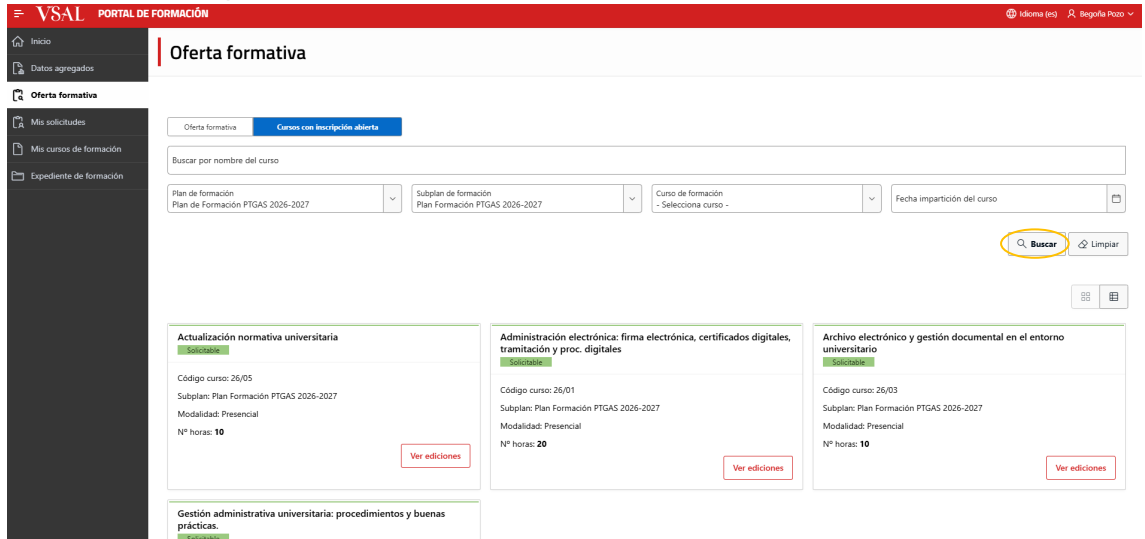 VSAL PORTAL DE FORMACIÓN
Idioma (es) Begoña Pozo
Inicio
Datos agregados
Oferta formativa
Mis solicitudes
Mis cursos de formación
Expediente de formación
Oferta formativa
Oferta formativa Cursos con inscripción abierta
Buscar por nombre del curso
Plan de formación
Plan de Formación PTGAS 2026-2027
Subplan de formación
Plan Formación PTGAS 2026-2027
Curso de formación
- Selecciona curso -
Fecha impartición del curso
Buscar Limpiar
Actualización normativa universitaria
Solicitable
Código curso: 26/05
Subplan: Plan Formación PTGAS 2026-2027
Modalidad: Presencial
Nº horas: 10
Ver ediciones
Administración electrónica: firma electrónica, certificados digitales,
tramitación y proc. digitales
Solicitable
Código curso: 26/01
Subplan: Plan Formación PTGAS 2026-2027
Modalidad: Presencial
Nº horas: 20
Ver ediciones
Archivo electrónico y gestión documental en el entorno
universitario
Solicitable
Código curso: 26/03
Subplan: Plan Formación PTGAS 2026-2027
Modalidad: Presencial
Nº horas: 10
Ver ediciones
Gestión administrativa universitaria: procedimientos y buenas
prácticas.
Solicitable